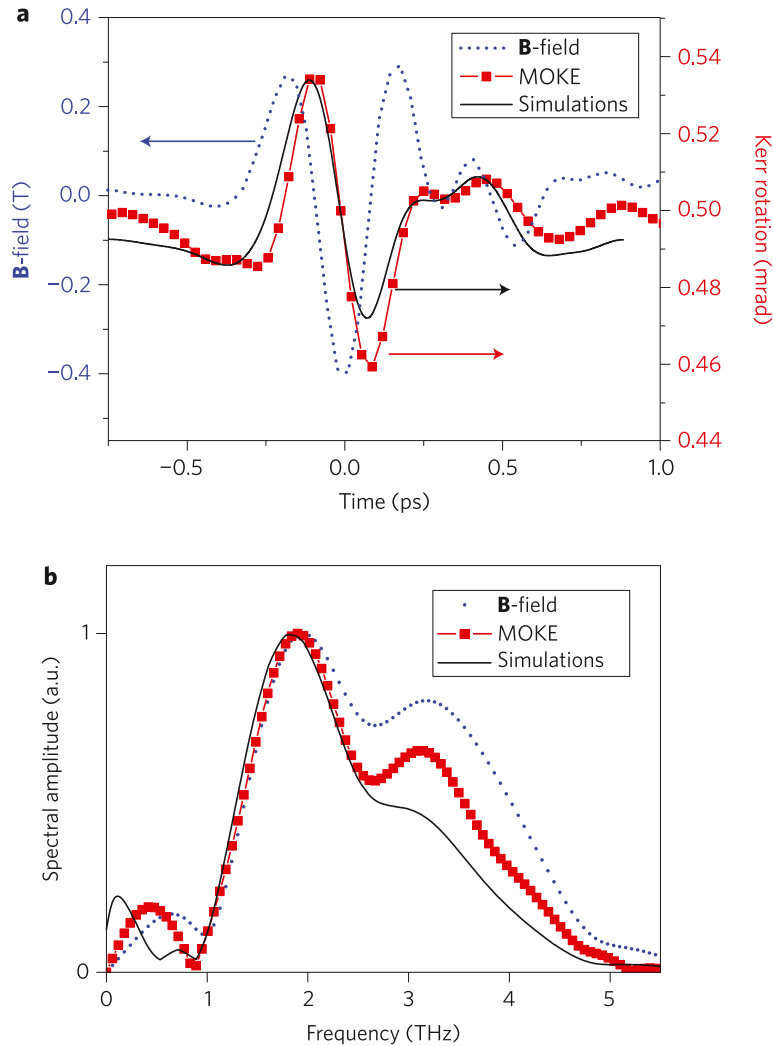 a
0.4
0.2
0.0
−0.2
−0.4
B-field (T)
B-field
MOKE
Simulations
0.54
0.52
0.50
0.48
0.46
0.44
Kerr rotation (mrad)
−0.5
0.0
0.5
1.0
Time (ps)
b
1
0
Spectral amplitude (a.u.)
B-field
MOKE
Simulations
0
1
2
3
4
5
Frequency (THz)